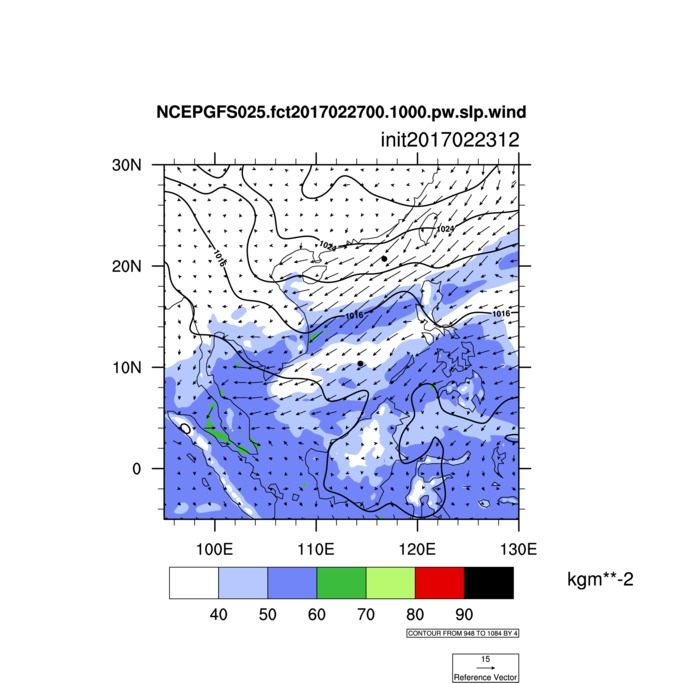 NCEPGFS025.fct2017022700.1000.pw.slp.wind
init2017022312
30N
20N
10N
0
1016
1024
1024
1016
1016
100E
110E
120E
130E
40
50
60
70
80
90
kgm**-2
CONTOUR FROM 948 TO 1084 BY 4
15
Reference Vector